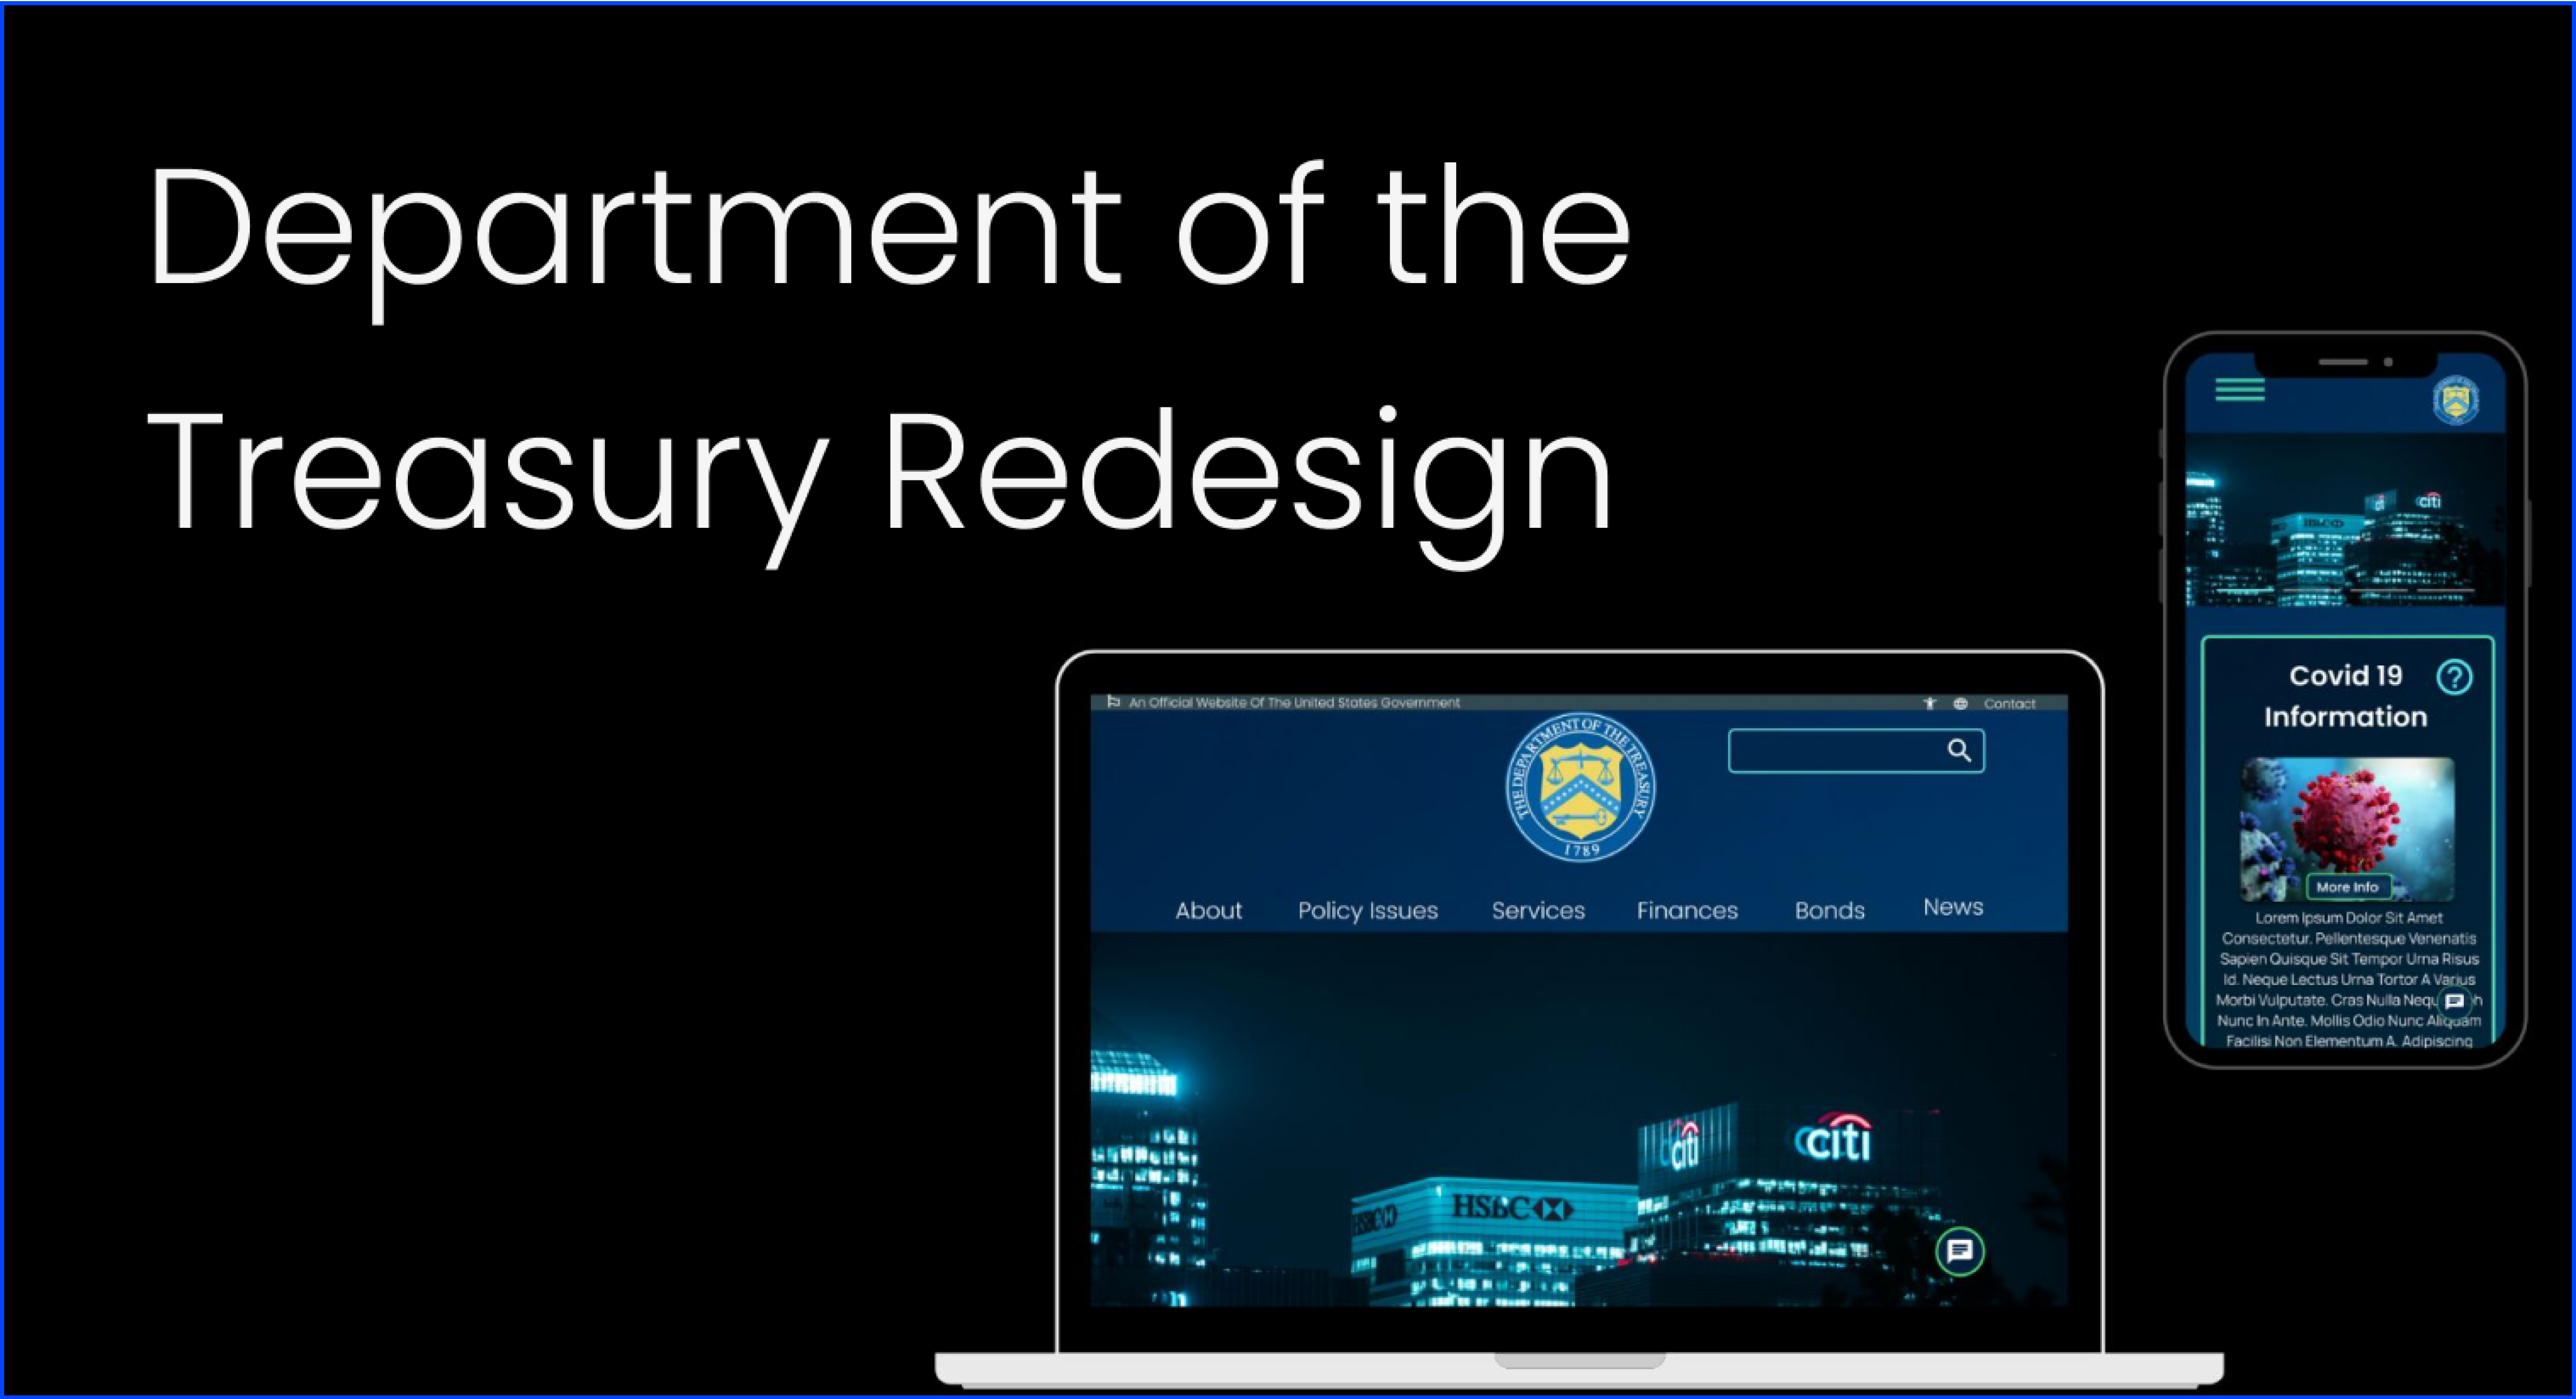 Department of the
Treasury Redesign
An Official Website Of The United States Government
Contact
THE DEPARTMENT OF THE TREASURY
1789
About Policy Issues Services Finances Bonds News
HSBC
citi
citi
citi
citi
HSBC
Covid 19
Information
More Info
Lorem Ipsum Dolor Sit Amet
Consectetur. Pellentesque Venenatis
Sapien Quisque Sit Tempor Urna Risus
Id. Neque Lectus Urna Tortor A Varius
Morbi Vulputate. Cras Nulla
Nunc In Ante. Mollis Odio Nunc Aliquam
Facilisi Non Elementum A. Adipiscing